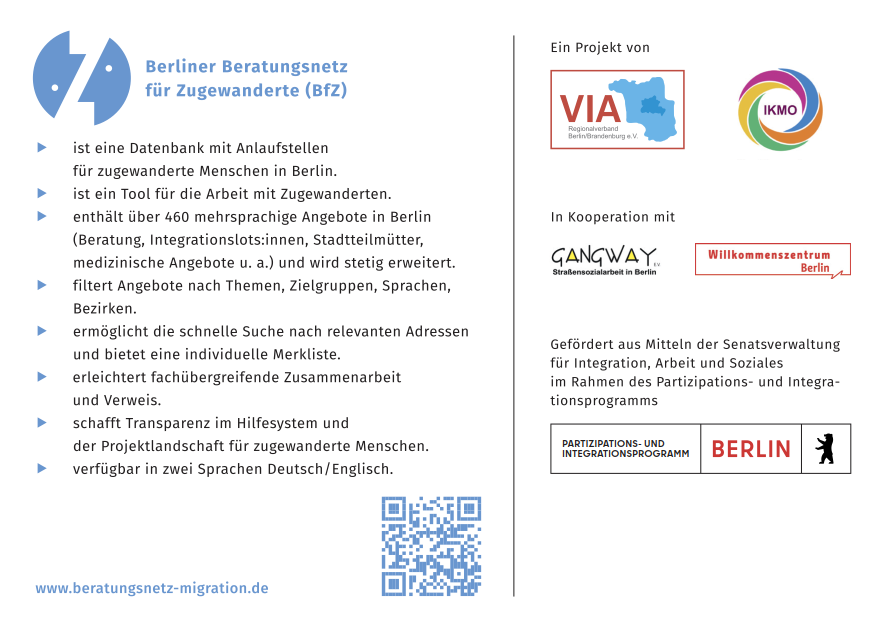 Berliner Beratungsnetz
für Zugewanderte (BfZ)
ist eine Datenbank mit Anlaufstellen
für zugewanderte Menschen in Berlin.
ist ein Tool für die Arbeit mit Zugewanderten.
enthält über 460 mehrsprachige Angebote in Berlin
(Beratung, Integrationslots:innen, Stadtteilmütter,
medizinische Angebote u. a.) und wird stetig erweitert.
filtert Angebote nach Themen, Zielgruppen, Sprachen,
Bezirken.
ermöglicht die schnelle Suche nach relevanten Adressen
und bietet eine individuelle Merkliste.
erleichtert fachübergreifende Zusammenarbeit
und Verweis.
schafft Transparenz im Hilfesystem und
der Projektlandschaft für zugewanderte Menschen.
verfügbar in zwei Sprachen Deutsch/Englisch.
www.beratungsnetz-migration.de
Ein Projekt von
VIA
Regionalverband
Berlin/Brandenburg e.V.
IKMO
In Kooperation mit
GANGWAY e.V.
Straßensozialarbeit in Berlin
Willkommenszentrum
Berlin
Gefördert aus Mitteln der Senatsverwaltung
für Integration, Arbeit und Soziales
im Rahmen des Partizipations- und Integra-
tionsprogramms
PARTIZIPATIONS- UND
INTEGRATIONSPROGRAMM
BERLIN